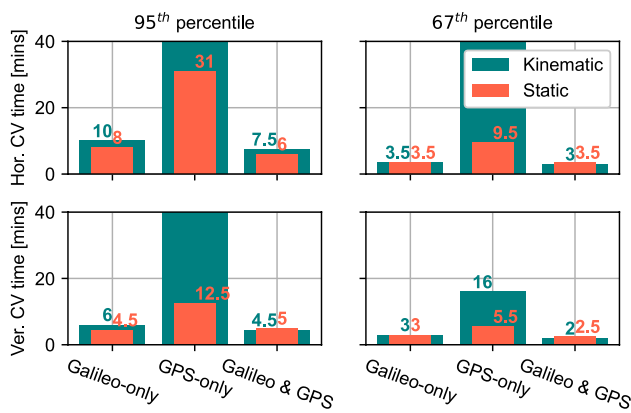 95th percentile
67th percentile
Hor. CV time [mins]
40
20
0
10
8
31
7.5
6
Kinematic
Static
3.5
3.5
9.5
3
3.5
Ver. CV time [mins]
40
20
0
6
4.5
12.5
4.5
5
3
3
16
5.5
2
2.5
Galileo-only
GPS-only
Galileo & GPS
Galileo-only
GPS-only
Galileo & GPS